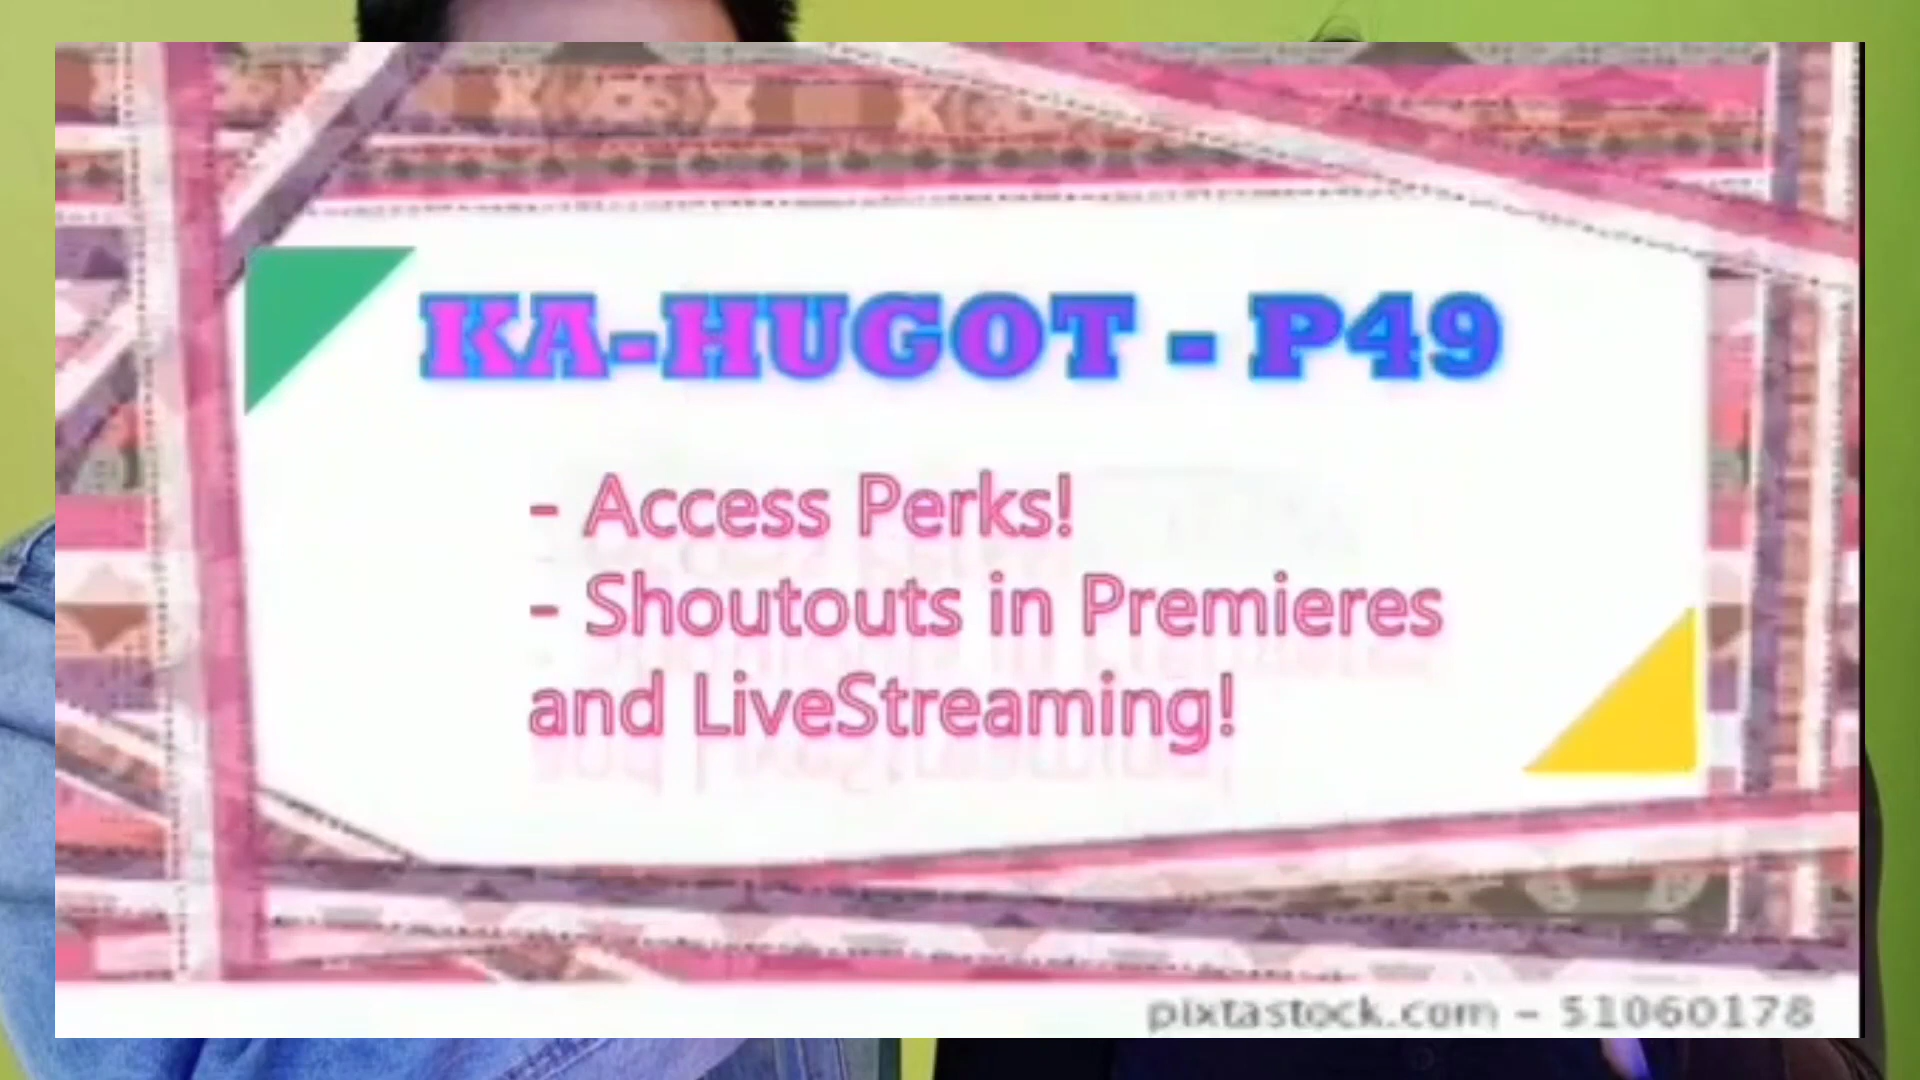 KA-HUGOT - P49
- Access Perks!
- Shoutouts in Premieres
and LiveStreaming!
pixtastock.com - 51060178